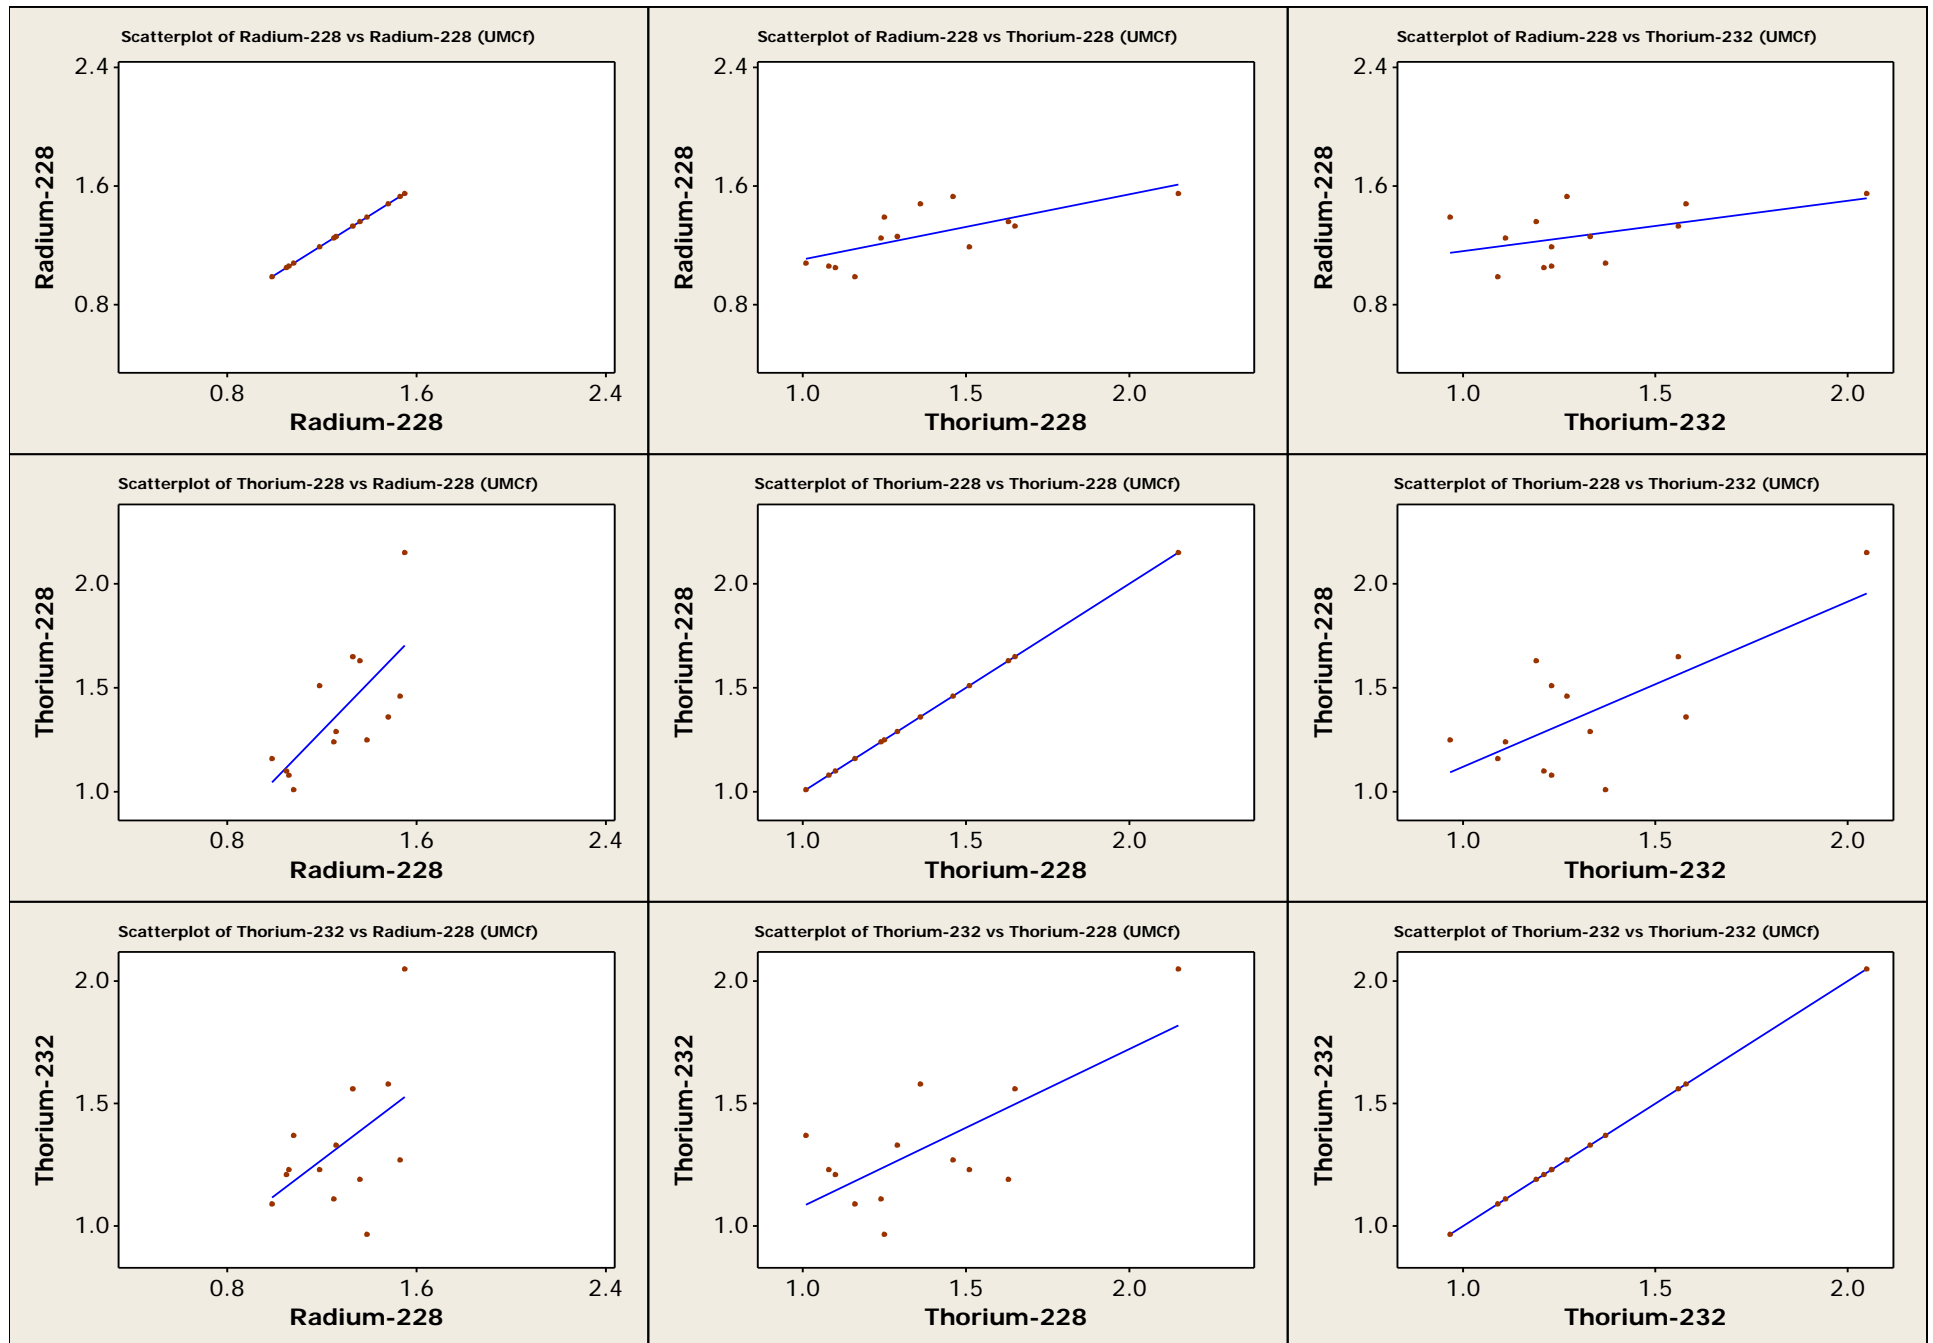 Scatterplot of Radium-228 vs Radium-228 (UMCf)
2.4
1.6
0.8
Radium-228
0.8 1.6 2.4
Radium-228
Scatterplot of Radium-228 vs Thorium-228 (UMCf)
2.4
1.6
0.8
Radium-228
1.0 1.5 2.0
Thorium-228
Scatterplot of Radium-228 vs Thorium-232 (UMCf)
2.4
1.6
0.8
Radium-228
1.0 1.5 2.0
Thorium-232
Scatterplot of Thorium-228 vs Radium-228 (UMCf)
2.0
1.5
1.0
Thorium-228
0.8 1.6 2.4
Radium-228
Scatterplot of Thorium-228 vs Thorium-228 (UMCf)
2.0
1.5
1.0
Thorium-228
1.0 1.5 2.0
Thorium-228
Scatterplot of Thorium-228 vs Thorium-232 (UMCf)
2.0
1.5
1.0
Thorium-228
1.0 1.5 2.0
Thorium-232
Scatterplot of Thorium-232 vs Radium-228 (UMCf)
2.0
1.5
1.0
Thorium-232
0.8 1.6 2.4
Radium-228
Scatterplot of Thorium-232 vs Thorium-228 (UMCf)
2.0
1.5
1.0
Thorium-232
1.0 1.5 2.0
Thorium-228
Scatterplot of Thorium-232 vs Thorium-232 (UMCf)
2.0
1.5
1.0
Thorium-232
1.0 1.5 2.0
Thorium-232